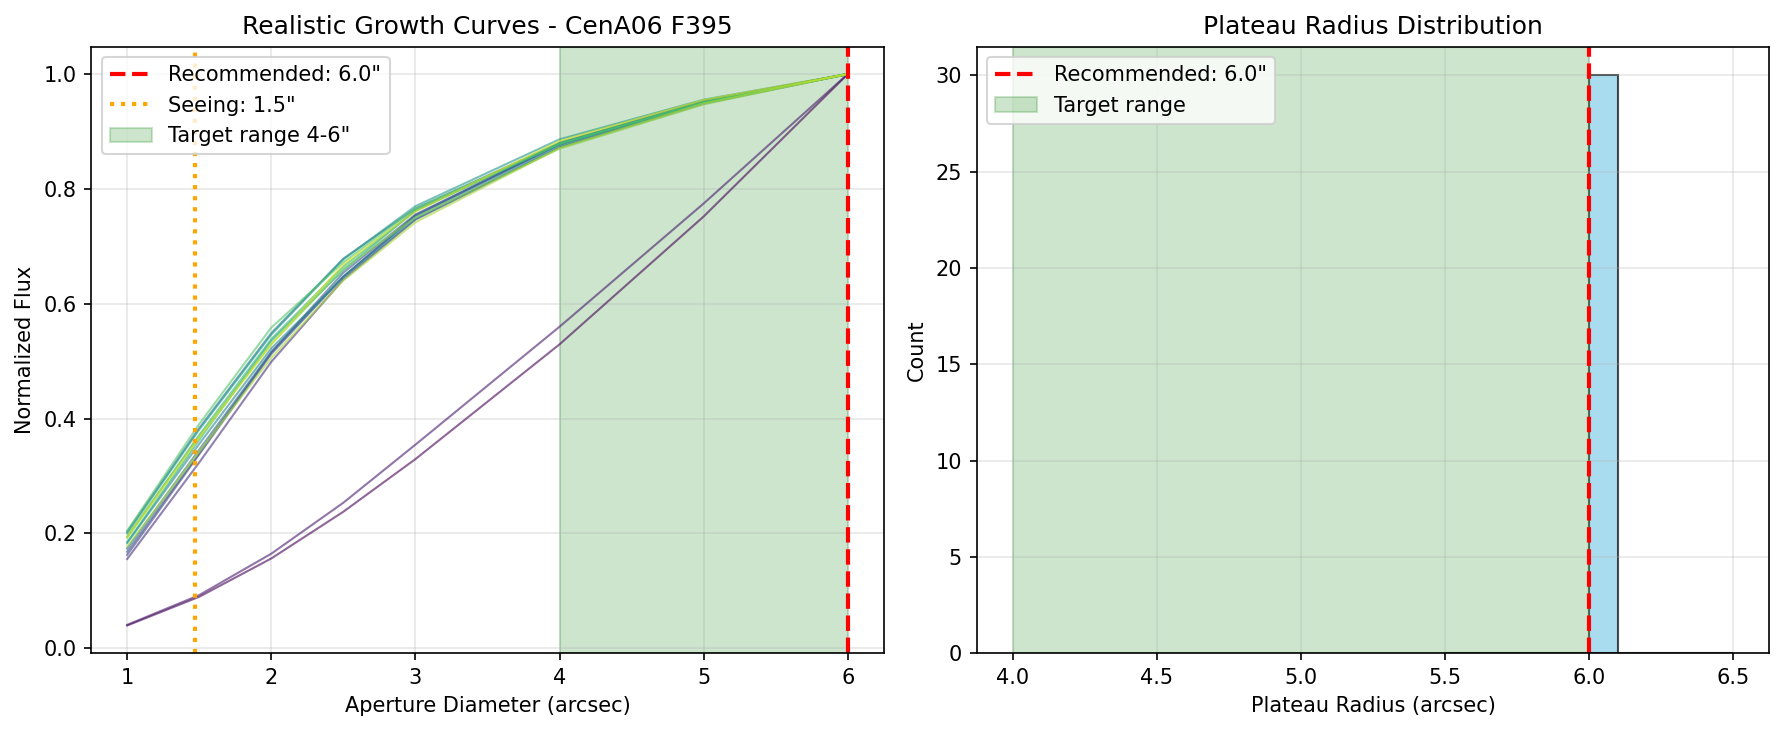 Realistic Growth Curves - CenA06 F395
Recommended: 6.0"
Seeing: 1.5"
Target range 4-6"
Normalized Flux
1.0
0.8
0.6
0.4
0.2
0.0
1 2 3 4 5 6
Aperture Diameter (arcsec)
Plateau Radius Distribution
Recommended: 6.0"
Target range
Count
30
25
20
15
10
5
0
4.0 4.5 5.0 5.5 6.0 6.5
Plateau Radius (arcsec)